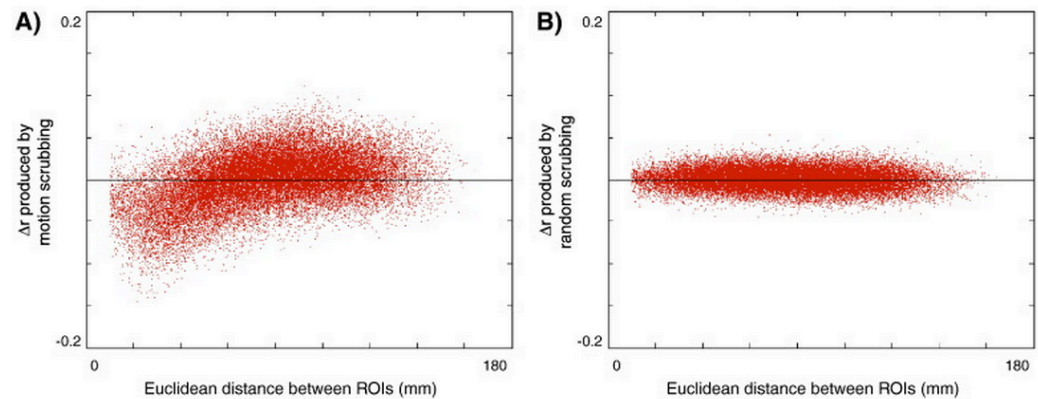 A)
0.2
Δr produced by
motion scrubbing
-0.2
0
180
Euclidean distance between ROIs (mm)
B)
0.2
Δr produced by
random scrubbing
-0.2
0
180
Euclidean distance between ROIs (mm)